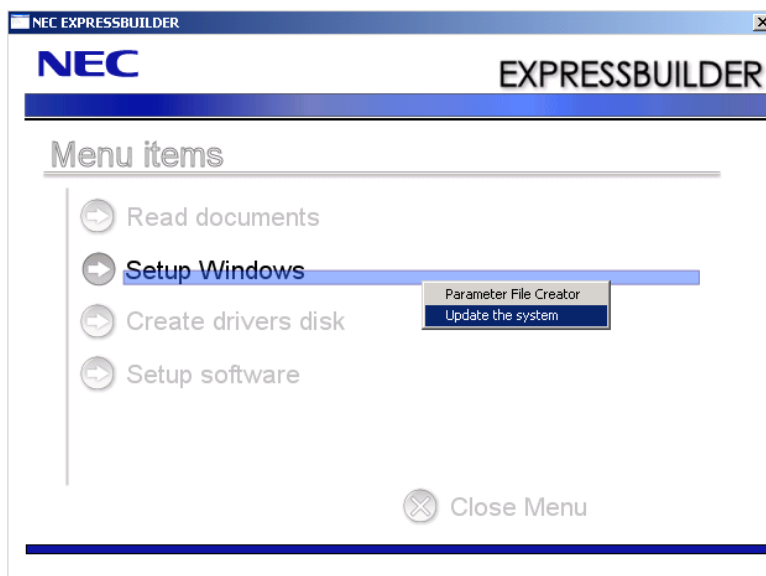 NEC EXPRESSBUILDER
NEC
EXPRESSBUILDER
Menu items
Read documents
Setup Windows
Parameter File Creator
Update the system
Create drivers disk
Setup software
Close Menu